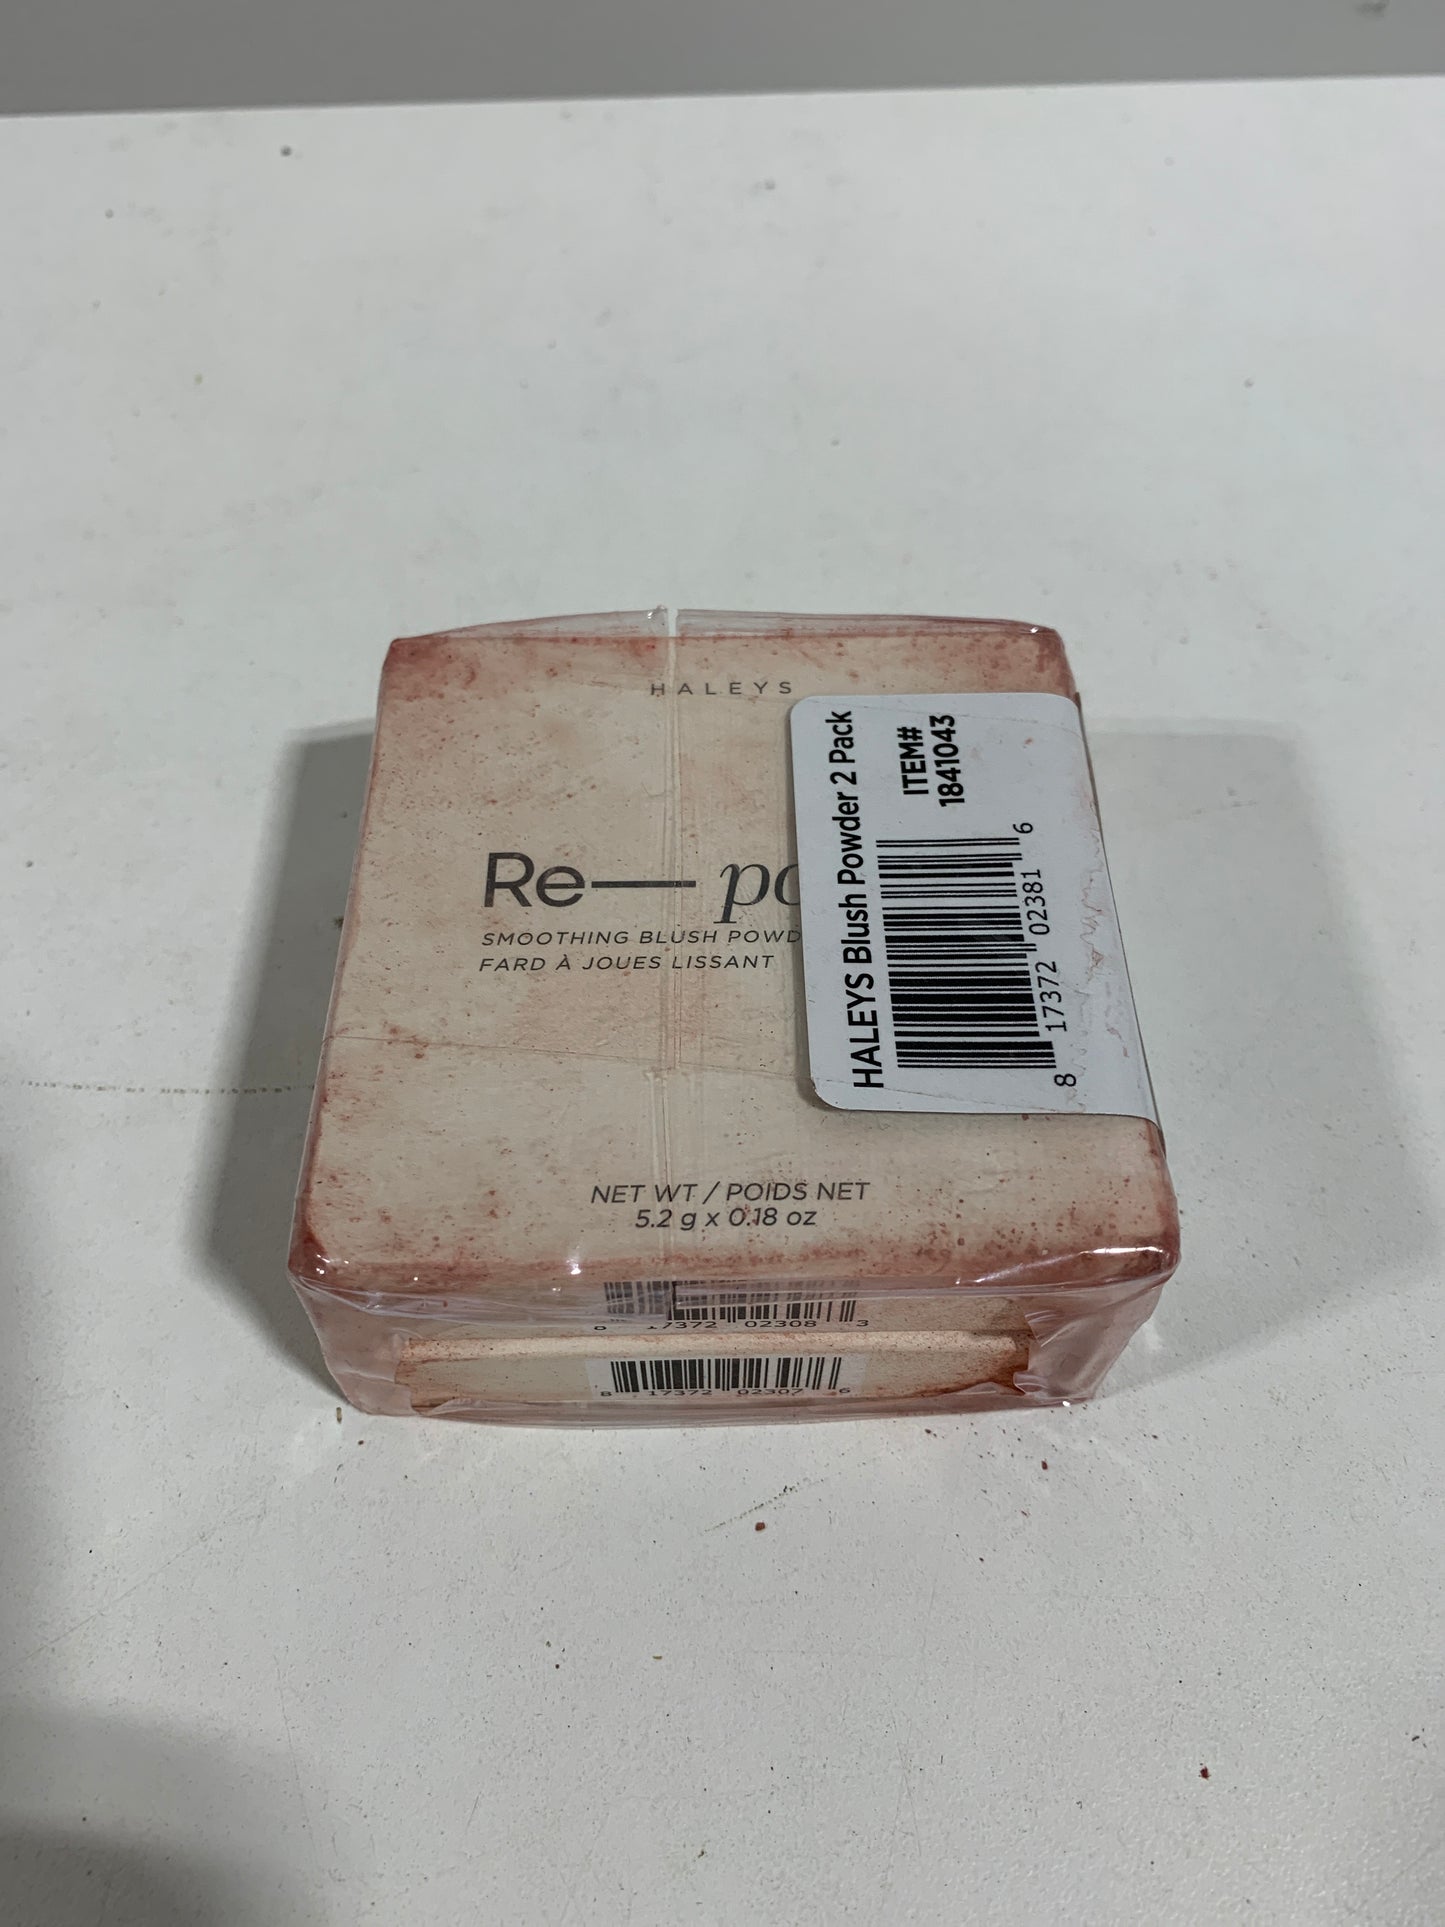 HALEYS
Re— po
SMOOTHING BLUSH POWD
FARD À JOUES LISSANT
HALEYS Blush Powder 2 Pack
ITEM#
1841043
8 17372 02381 6
NET WT / POIDS NET
5.2 g x 0.18 oz
8 17372 02308 3
8 17372 02307 6